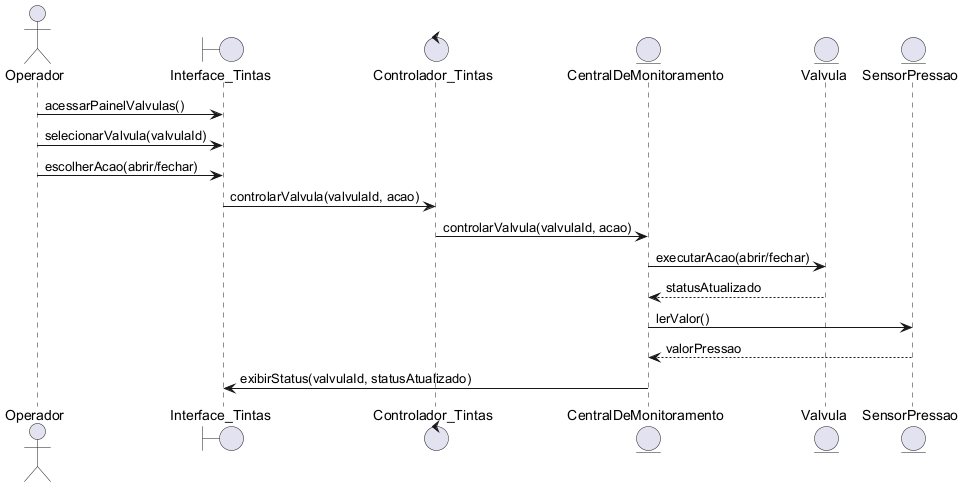 Operador
Interface_Tintas
Controlador_Tintas
CentralDeMonitoramento
Valvula
SensorPressao
acessarPainelValvulas()
selecionarValvula(valvulaId)
escolherAcao(abrir/fechar)
controlarValvula(valvulaId, acao)
controlarValvula(valvulaId, acao)
executarAcao(abrir/fechar)
statusAtualizado
lerValor()
valorPressao
exibirStatus(valvulaId, statusAtualizado)
Operador
Interface_Tintas
Controlador_Tintas
CentralDeMonitoramento
Valvula
SensorPressao